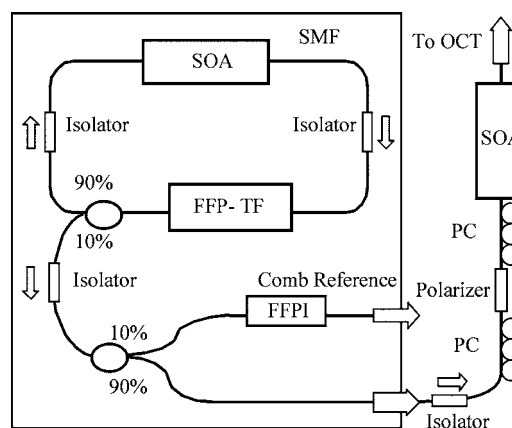 SMF
To OCT
SOA
Isolator
Isolator
SOA
90%
FFP- TF
10%
PC
Isolator
Comb Reference
Polarizer
10%
FFPI
PC
90%
Isolator